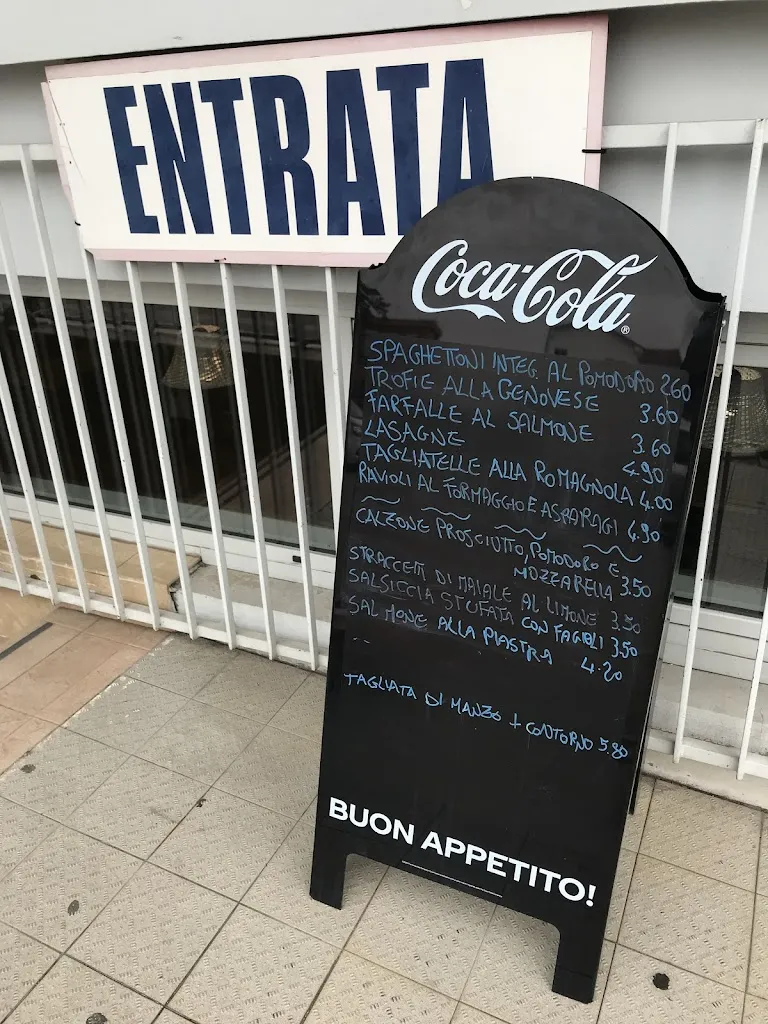 ENTRATA
Coca-Cola®
SPAGHETTONI INTEG. AL POMODORO 260
TROFIE ALLA GENOVESE 3.60
FARFALLE AL SALMONE 3.60
LASAGNE 4.90
TAGLIATELLE ALLA ROMAGNOLA 4.00
RAVIOLI AL FORMAGGIO E ASPARAGI 4.90
CALZONE PROSCIUTTO, POMODORO E
MOZZARELLA 3.50
STRACCETTI DI MAIALE AL LIMONE 3.50
SALSICCIA STUFATA CON FAGIOLI 3.50
SALMONE ALLA PIASTRA 4.20
TAGLIATA DI MANZO + CONTORNO 5.80
BUON APPETITO!